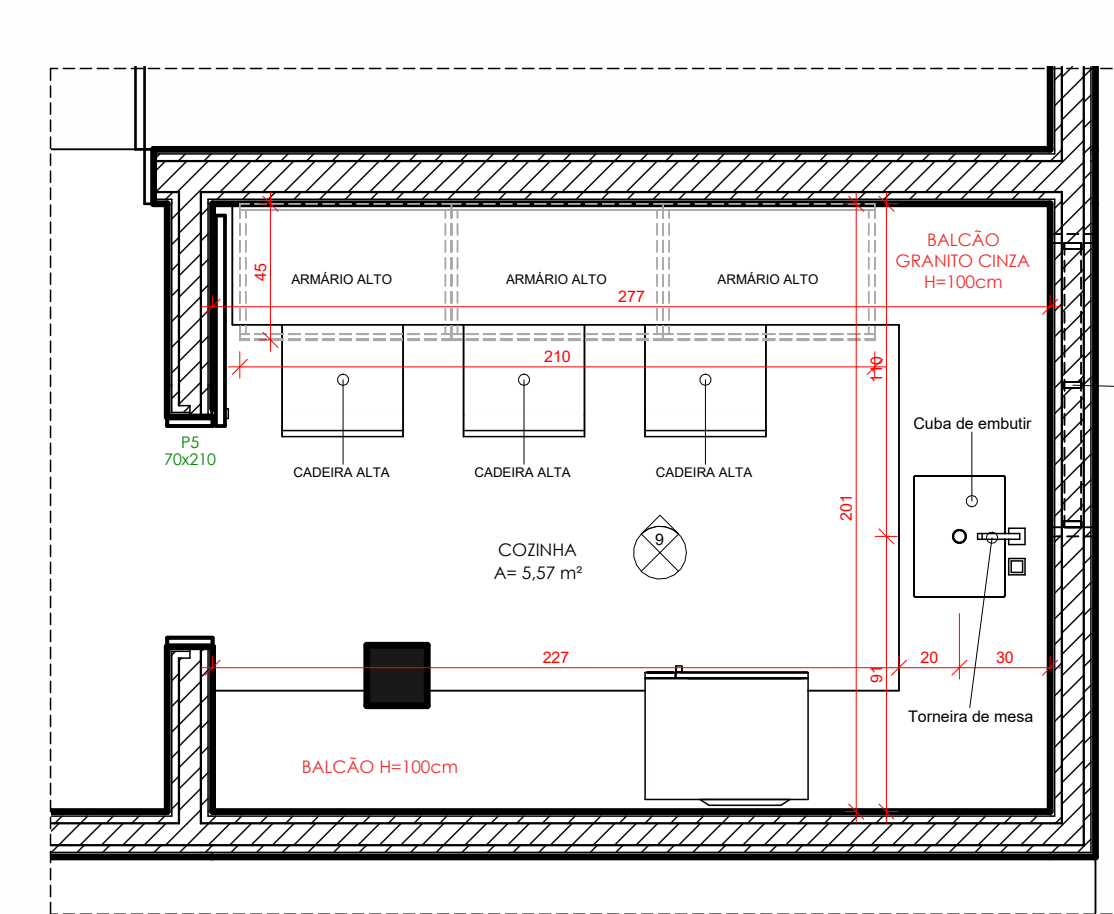 BALCÃO
GRANITO CINZA
H=100cm
45
ARMÁRIO ALTO
ARMÁRIO ALTO
ARMÁRIO ALTO
277
210
110
P5
70x210
CADEIRA ALTA
CADEIRA ALTA
CADEIRA ALTA
Cuba de embutir
201
9
COZINHA
A= 5,57 m²
227
20
30
91
Torneira de mesa
BALCÃO H=100cm